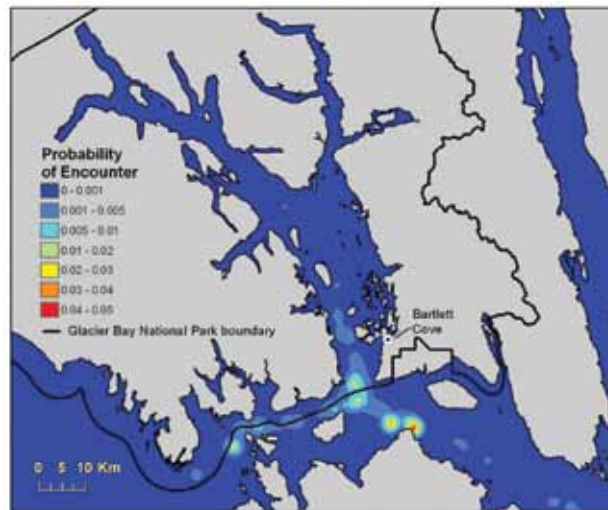 Probability
of Encounter
0 - 0.001
0.001 - 0.005
0.005 - 0.01
0.01 - 0.02
0.02 - 0.03
0.03 - 0.04
0.04 - 0.05
Glacier Bay National Park boundary
Bartlett
Cove
0 5 10 Km